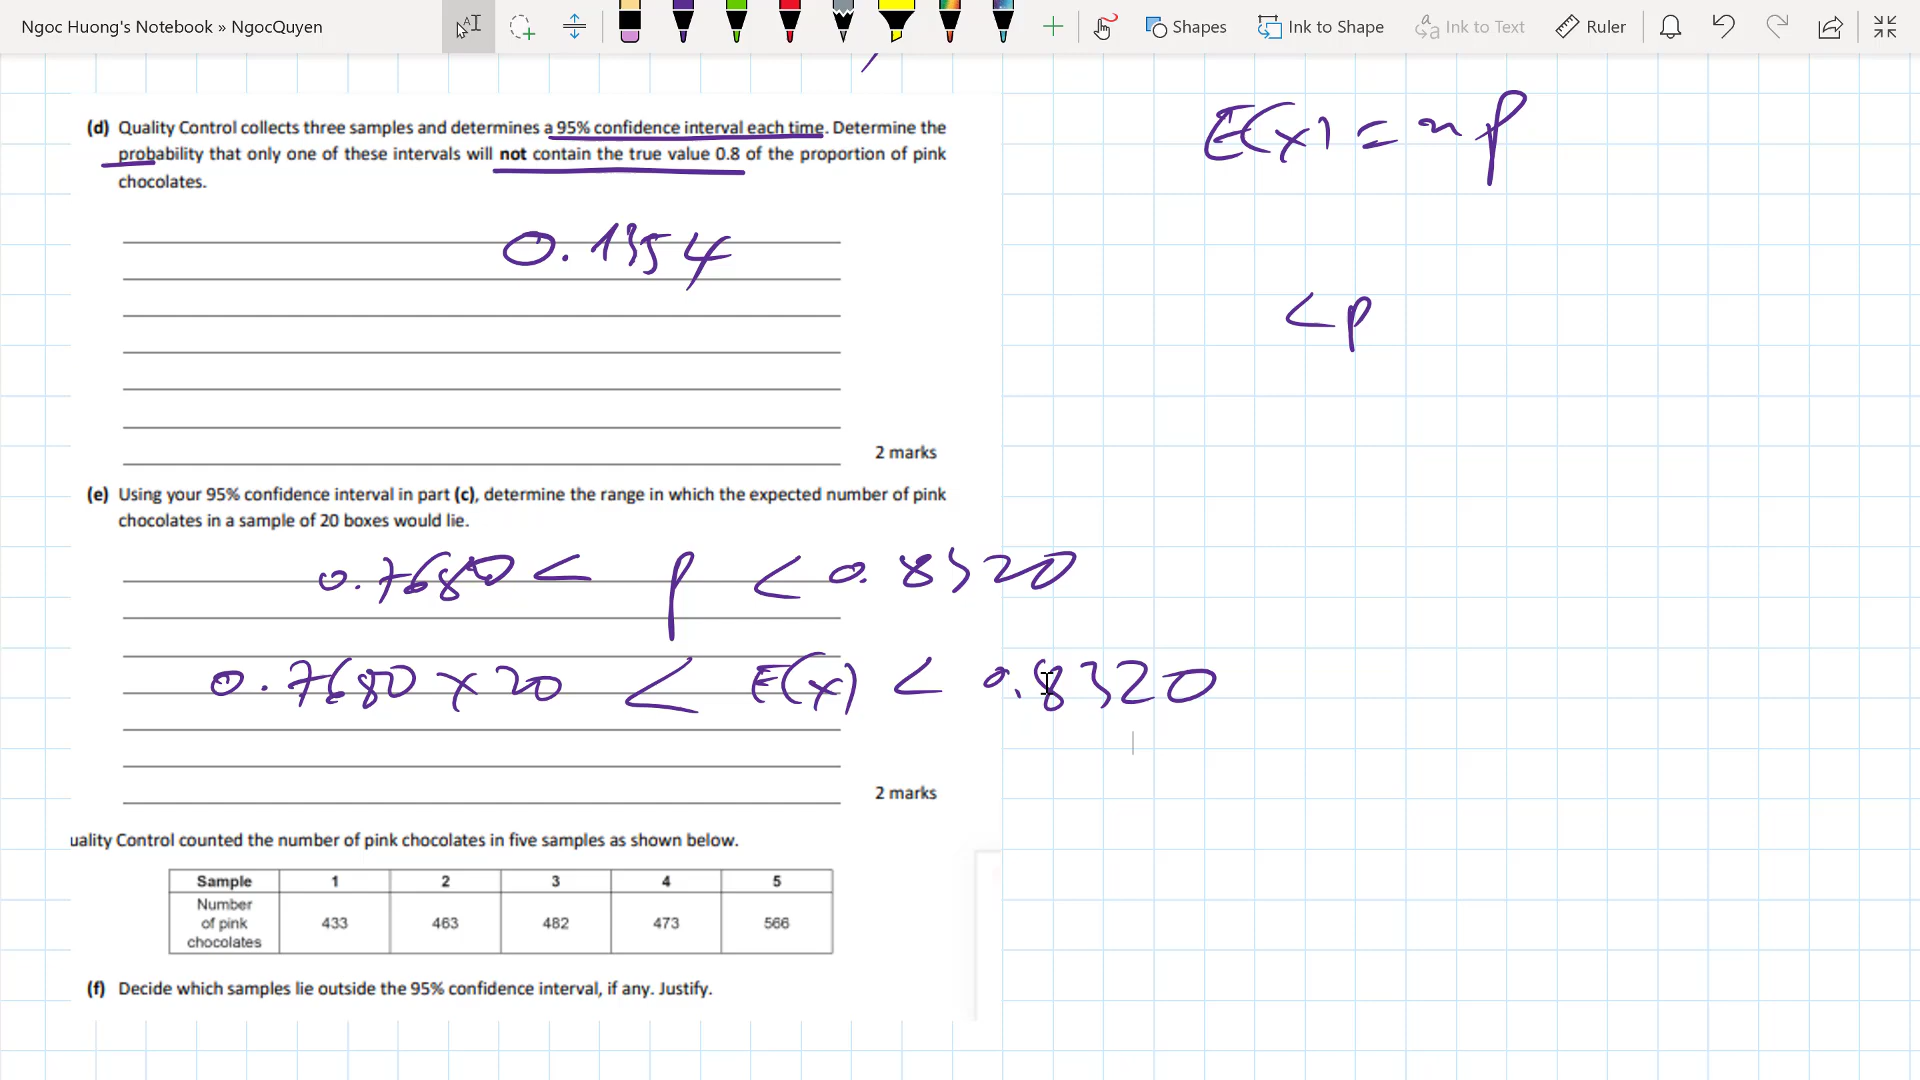 Ngoc Huong's Notebook » NgocQuyen
Shapes
Ink to Shape
Ink to Text
Ruler
E(x) = np
(d) Quality Control collects three samples and determines a 95% confidence interval each time. Determine the
probability that only one of these intervals will not contain the true value 0.8 of the proportion of pink
chocolates.
0.1354
< p
2 marks
(e) Using your 95% confidence interval in part (c), determine the range in which the expected number of pink
chocolates in a sample of 20 boxes would lie.
0.7680 < p < 0.8320
0.7680 x 20 < E(x) < 0.8320
2 marks
uality Control counted the number of pink chocolates in five samples as shown below.
Sample 1 2 3 4 5
Number
of pink 433 463 482 473 566
chocolates
(f) Decide which samples lie outside the 95% confidence interval, if any. Justify.